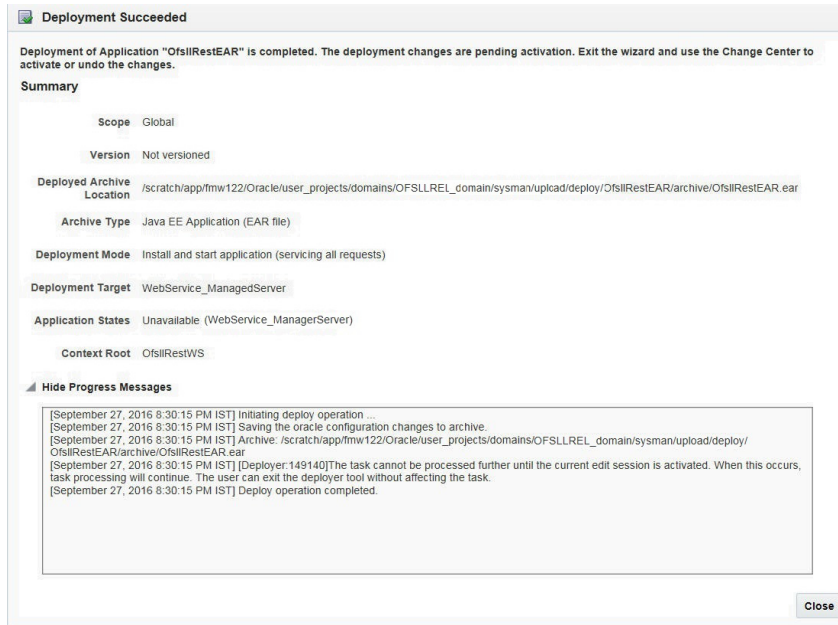 Deployment Succeeded
Deployment of Application "OfsllRestEAR" is completed. The deployment changes are pending activation. Exit the wizard and use the Change Center to
activate or undo the changes.
Summary
Scope Global
Version Not versioned
Deployed Archive
Location /scratch/app/fmw122/Oracle/user_projects/domains/OFSLLREL_domain/sysman/upload/deploy/OfsllRestEAR/archive/OfsllRestEAR.ear
Archive Type Java EE Application (EAR file)
Deployment Mode Install and start application (servicing all requests)
Deployment Target WebService_ManagedServer
Application States Unavailable (WebService_ManagerServer)
Context Root OfsllRestWS
Hide Progress Messages
[September 27, 2016 8:30:15 PM IST] Initiating deploy operation ...
[September 27, 2016 8:30:15 PM IST] Saving the oracle configuration changes to archive.
[September 27, 2016 8:30:15 PM IST] Archive: /scratch/app/fmw122/Oracle/user_projects/domains/OFSLLREL_domain/sysman/upload/deploy/
OfsllRestEAR/archive/OfsllRestEAR.ear
[September 27, 2016 8:30:15 PM IST] [Deployer:149140]The task cannot be processed further until the current edit session is activated. When this occurs,
task processing will continue. The user can exit the deployer tool without affecting the task.
[September 27, 2016 8:30:15 PM IST] Deploy operation completed.
Close